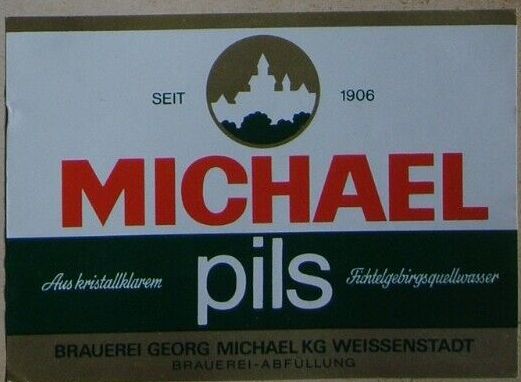 SEIT 1906
MICHAEL
pils
Aus kristallklarem Fichtelgebirgsquellwasser
BRAUEREI GEORG MICHAEL KG WEISSENSTADT
BRAUEREI-ABFÜLLUNG